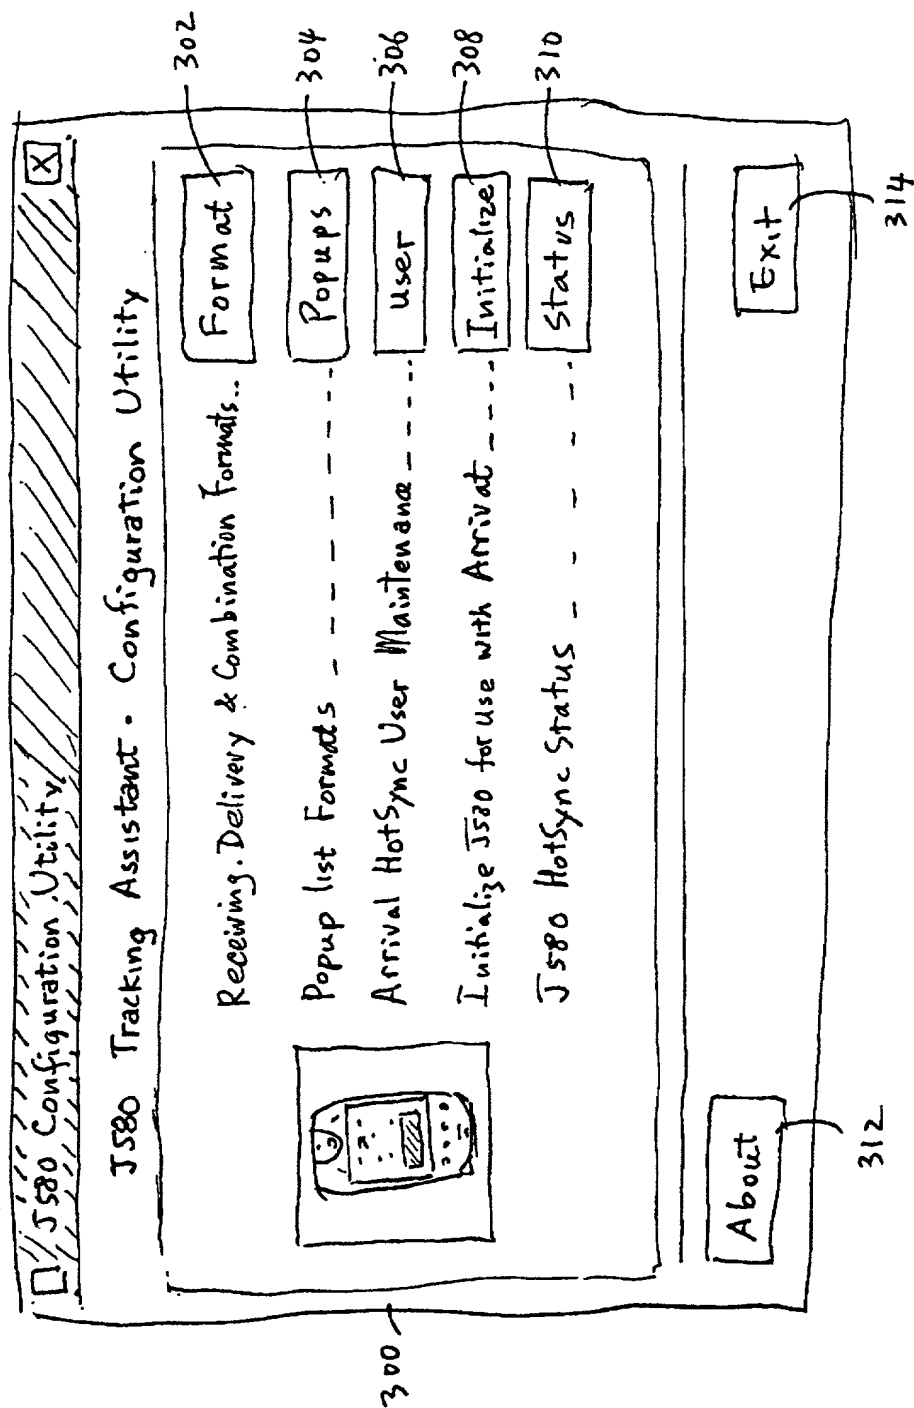 J580 Configuration Utility
X
J580 Tracking Assistant - Configuration Utility
Receiving. Delivery & Combination Formats.. Format 302
Popup list Formats Popups 304
Arrival HotSync User Maintenance User 306
Initialize J580 for Use with Arrivat Initialize 308
J580 HotSync Status Status 310
About Exit
312 314
300